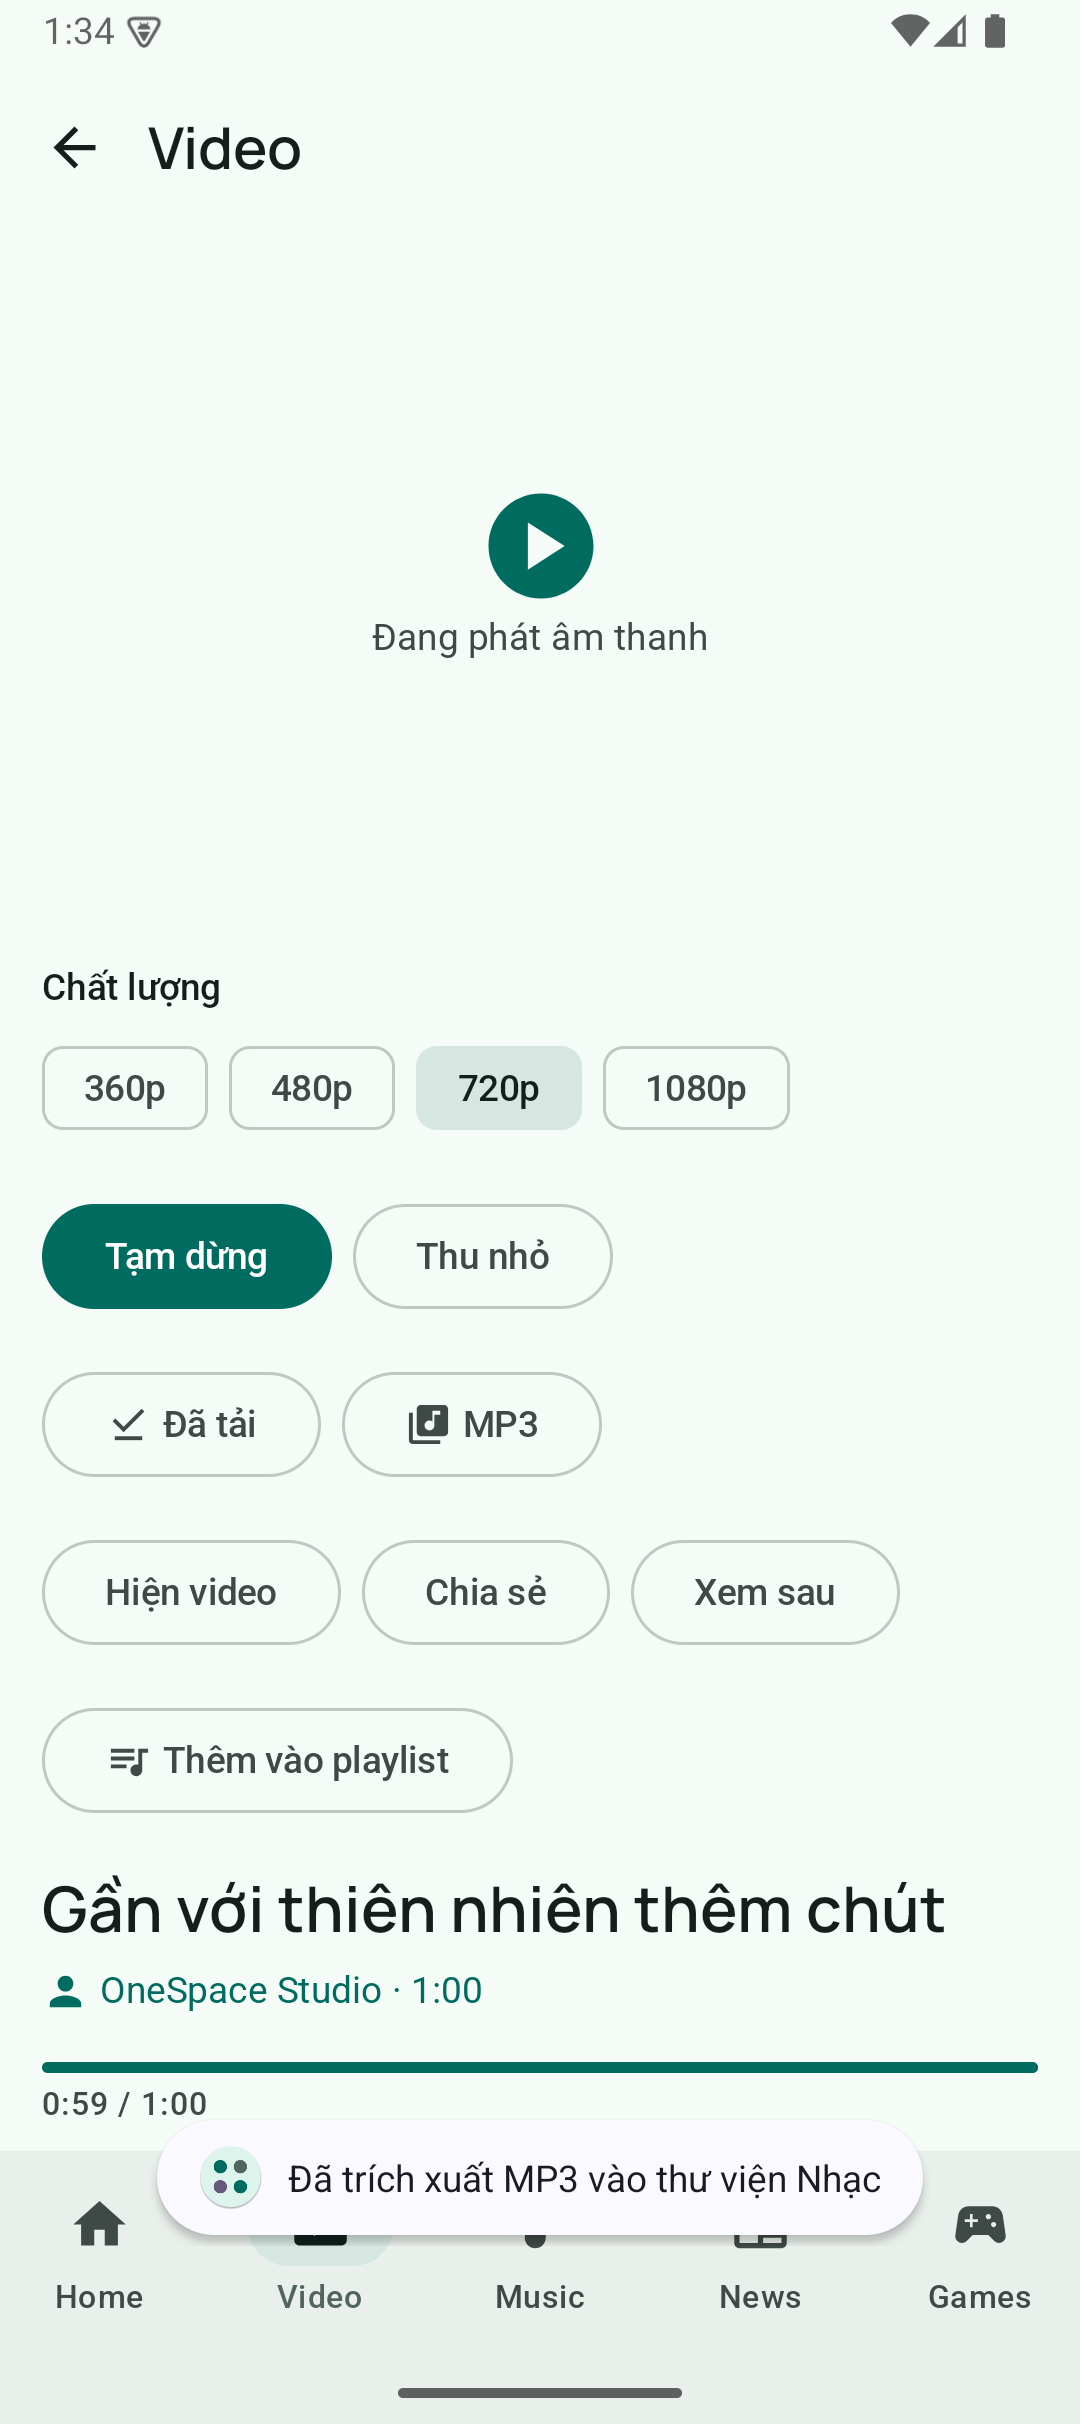 1:34
Video
Đang phát âm thanh
Chất lượng
360p 480p 720p 1080p
Tạm dừng Thu nhỏ
Đã tải MP3
Hiện video Chia sẻ Xem sau
Thêm vào playlist
Gần với thiên nhiên thêm chút
OneSpace Studio · 1:00
0:59 / 1:00
Đã trích xuất MP3 vào thư viện Nhạc
Home Video Music News Games